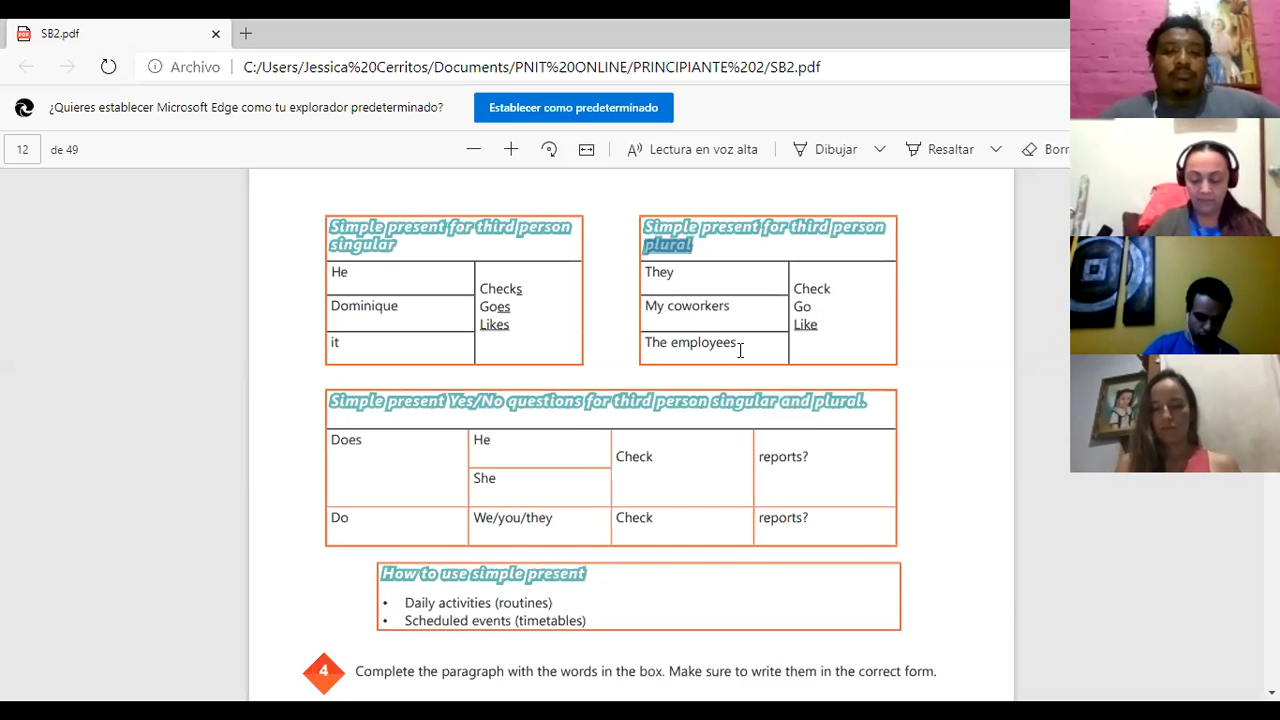 SB2.pdf
Archivo C:/Users/Jessica%20Cerritos/Documents/PNIT%20ONLINE/PRINCIPIANTE%202/SB2.pdf
¿Quieres establecer Microsoft Edge como tu explorador predeterminado? Establecer como predeterminado
12 de 49 Lectura en voz alta Dibujar Resaltar Borr
Simple present for third person
singular
He
Dominique
it
Checks
Goes
Likes
Simple present for third person
plural
They
My coworkers
The employees
Check
Go
Like
Simple present Yes/No questions for third person singular and plural.
Does He Check reports?
She
Do We/you/they Check reports?
How to use simple present
• Daily activities (routines)
• Scheduled events (timetables)
4 Complete the paragraph with the words in the box. Make sure to write them in the correct form.